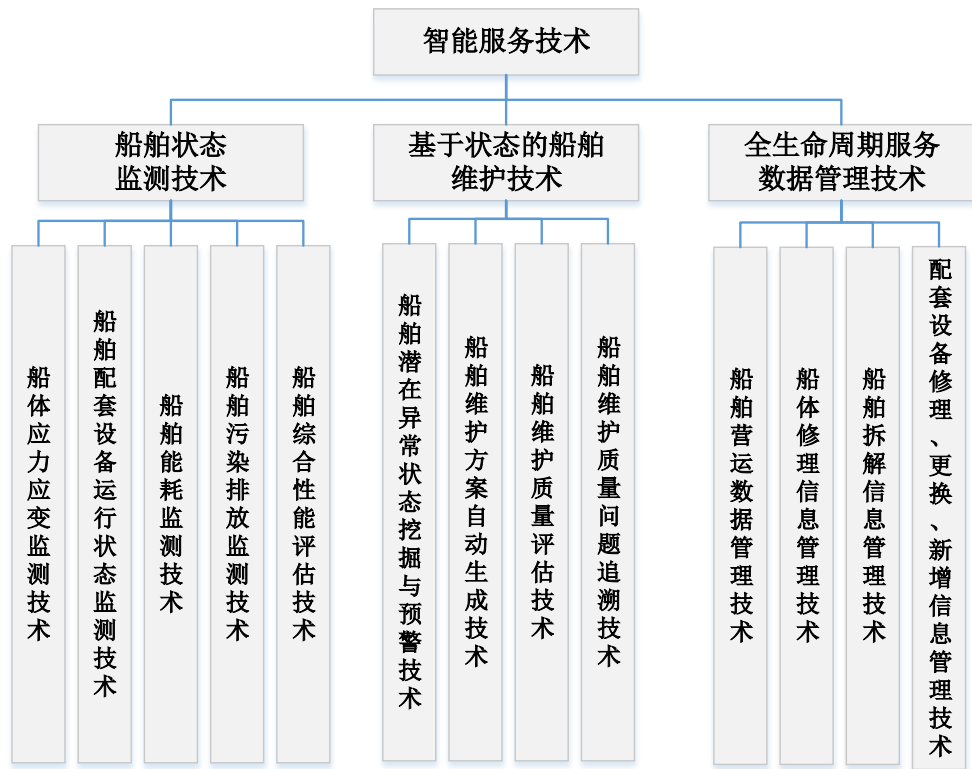 智能服务技术
船舶状态
监测技术
基于状态的船舶
维护技术
全生命周期服务
数据管理技术
船体应力应变监测技术
船舶配套设备运行状态监测技术
船舶能耗监测技术
船舶污染排放监测技术
船舶综合性能评估技术
船舶潜在异常状态挖掘与预警技术
船舶维护方案自动生成技术
船舶维护质量评估技术
船舶维护质量问题追溯技术
船舶营运数据管理技术
船体修理信息管理技术
船舶拆解信息管理技术
配套设备修理、更换、新增信息管理技术